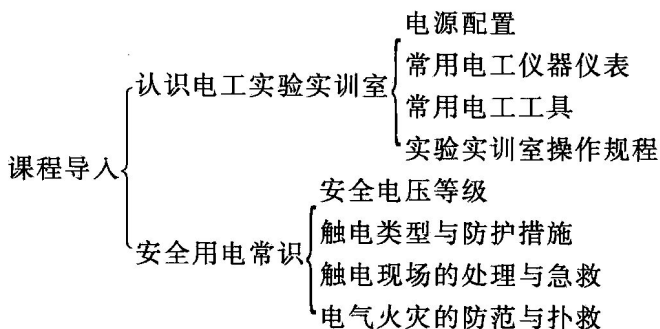 课程导入
认识电工实验实训室
电源配置
常用电工仪器仪表
常用电工工具
实验实训室操作规程
安全用电常识
安全电压等级
触电类型与防护措施
触电现场的处理与急救
电气火灾的防范与扑救